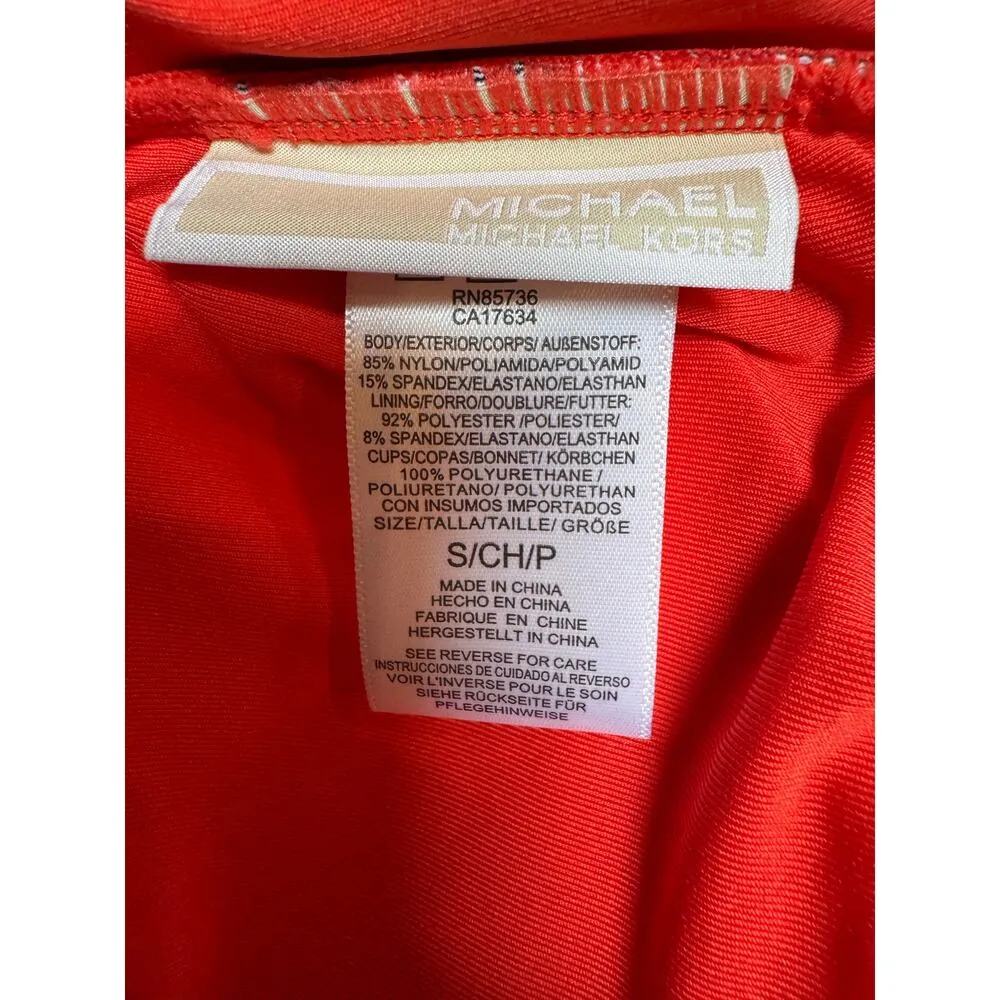 MICHAEL
MICHAEL KORS
RN85736
CA17634
BODY/EXTERIOR/CORPS/ AUßENSTOFF:
85% NYLON/POLIAMIDA/POLYAMID
15% SPANDEX/ELASTANO/ELASTHAN
LINING/FORRO/DOUBLURE/FUTTER:
92% POLYESTER /POLIESTER/
8% SPANDEX/ELASTANO/ELASTHAN
CUPS/COPAS/BONNET/ KÖRBCHEN
100% POLYURETHANE /
POLIURETANO/ POLYURETHAN
CON INSUMOS IMPORTADOS
SIZE/TALLA/TAILLE/ GRÖßE
S/CH/P
MADE IN CHINA
HECHO EN CHINA
FABRIQUE EN CHINE
HERGESTELLT IN CHINA
SEE REVERSE FOR CARE
INSTRUCCIONES DE CUIDADO AL REVERSO
VOIR L'INVERSE POUR LE SOIN
SIEHE RÜCKSEITE FÜR
PFLEGEHINWEISE